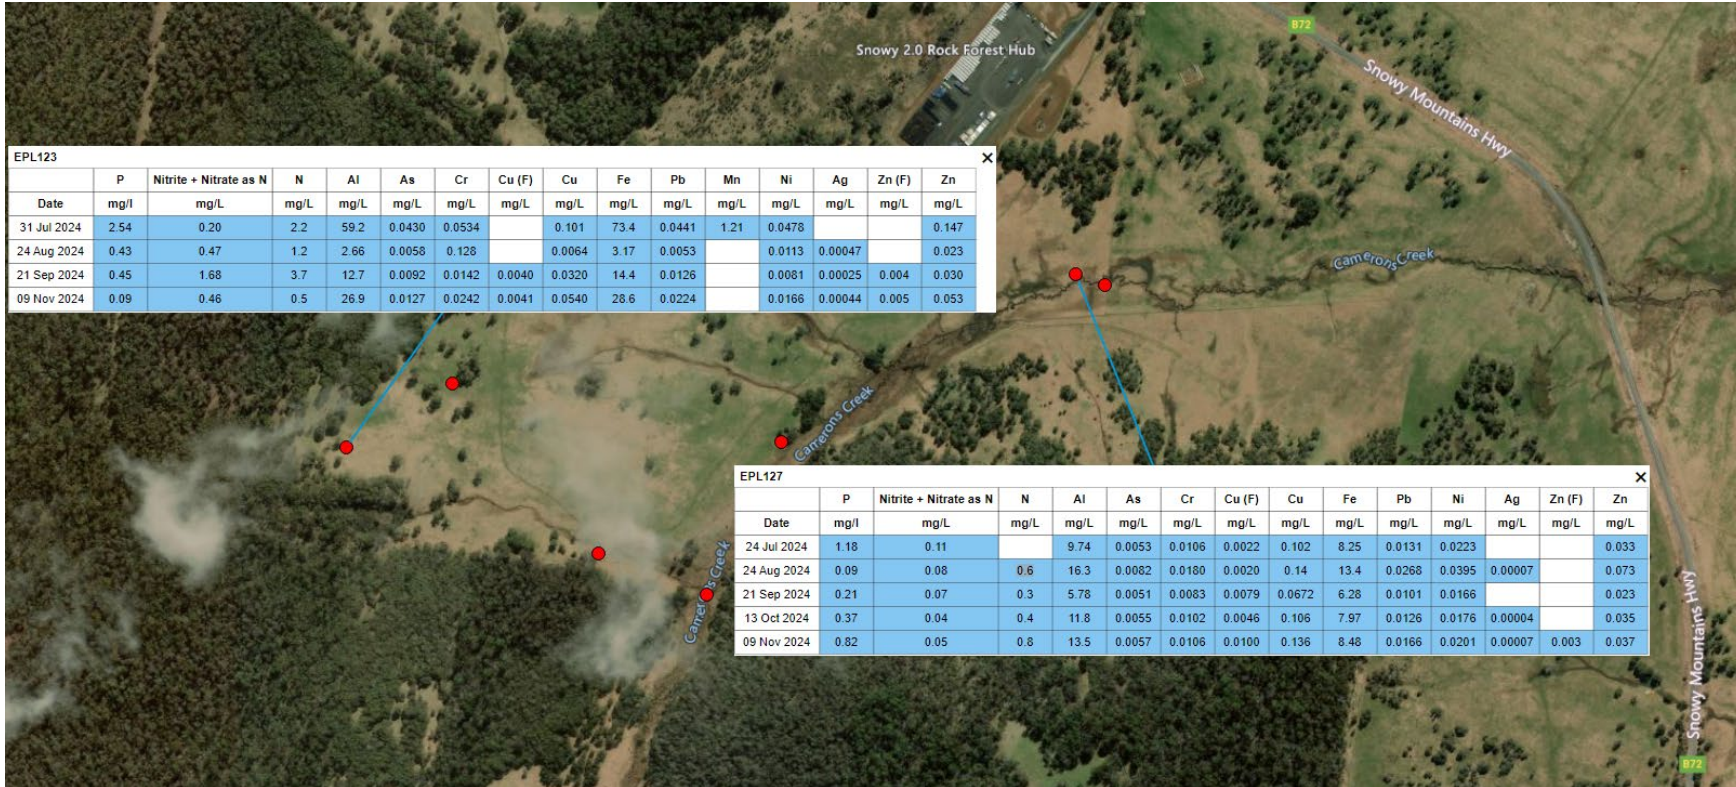 B72
Snowy 2.0 Rock Forest Hub
Snowy Mountains Hwy
EPL123 ×
P Nitrite + Nitrate as N N Al As Cr Cu (F) Cu Fe Pb Mn Ni Ag Zn (F) Zn
Date mg/l mg/L mg/L mg/L mg/L mg/L mg/L mg/L mg/L mg/L mg/L mg/L mg/L mg/L mg/L
31 Jul 2024 2.54 0.20 2.2 59.2 0.0430 0.0534 0.101 73.4 0.0441 1.21 0.0478 0.147
24 Aug 2024 0.43 0.47 1.2 2.66 0.0058 0.128 0.0064 3.17 0.0053 0.0113 0.00047 0.023
21 Sep 2024 0.45 1.68 3.7 12.7 0.0092 0.0142 0.0040 0.0320 14.4 0.0126 0.0081 0.00025 0.004 0.030
09 Nov 2024 0.09 0.46 0.5 26.9 0.0127 0.0242 0.0041 0.0540 28.6 0.0224 0.0166 0.00044 0.005 0.053
Camerons Creek
Camerons Creek
EPL127 ×
P Nitrite + Nitrate as N N Al As Cr Cu (F) Cu Fe Pb Ni Ag Zn (F) Zn
Date mg/l mg/L mg/L mg/L mg/L mg/L mg/L mg/L mg/L mg/L mg/L mg/L mg/L mg/L
24 Jul 2024 1.18 0.11 9.74 0.0053 0.0106 0.0022 0.102 8.25 0.0131 0.0223 0.033
24 Aug 2024 0.09 0.08 0.6 16.3 0.0082 0.0180 0.0020 0.14 13.4 0.0268 0.0395 0.00007 0.073
21 Sep 2024 0.21 0.07 0.3 5.78 0.0051 0.0083 0.0079 0.0672 6.28 0.0101 0.0166 0.023
13 Oct 2024 0.37 0.04 0.4 11.8 0.0055 0.0102 0.0046 0.106 7.97 0.0126 0.0176 0.00004 0.035
09 Nov 2024 0.82 0.05 0.8 13.5 0.0057 0.0106 0.0100 0.136 8.48 0.0166 0.0201 0.00007 0.003 0.037
Camerons Creek
Snowy Mountains Hwy
B72